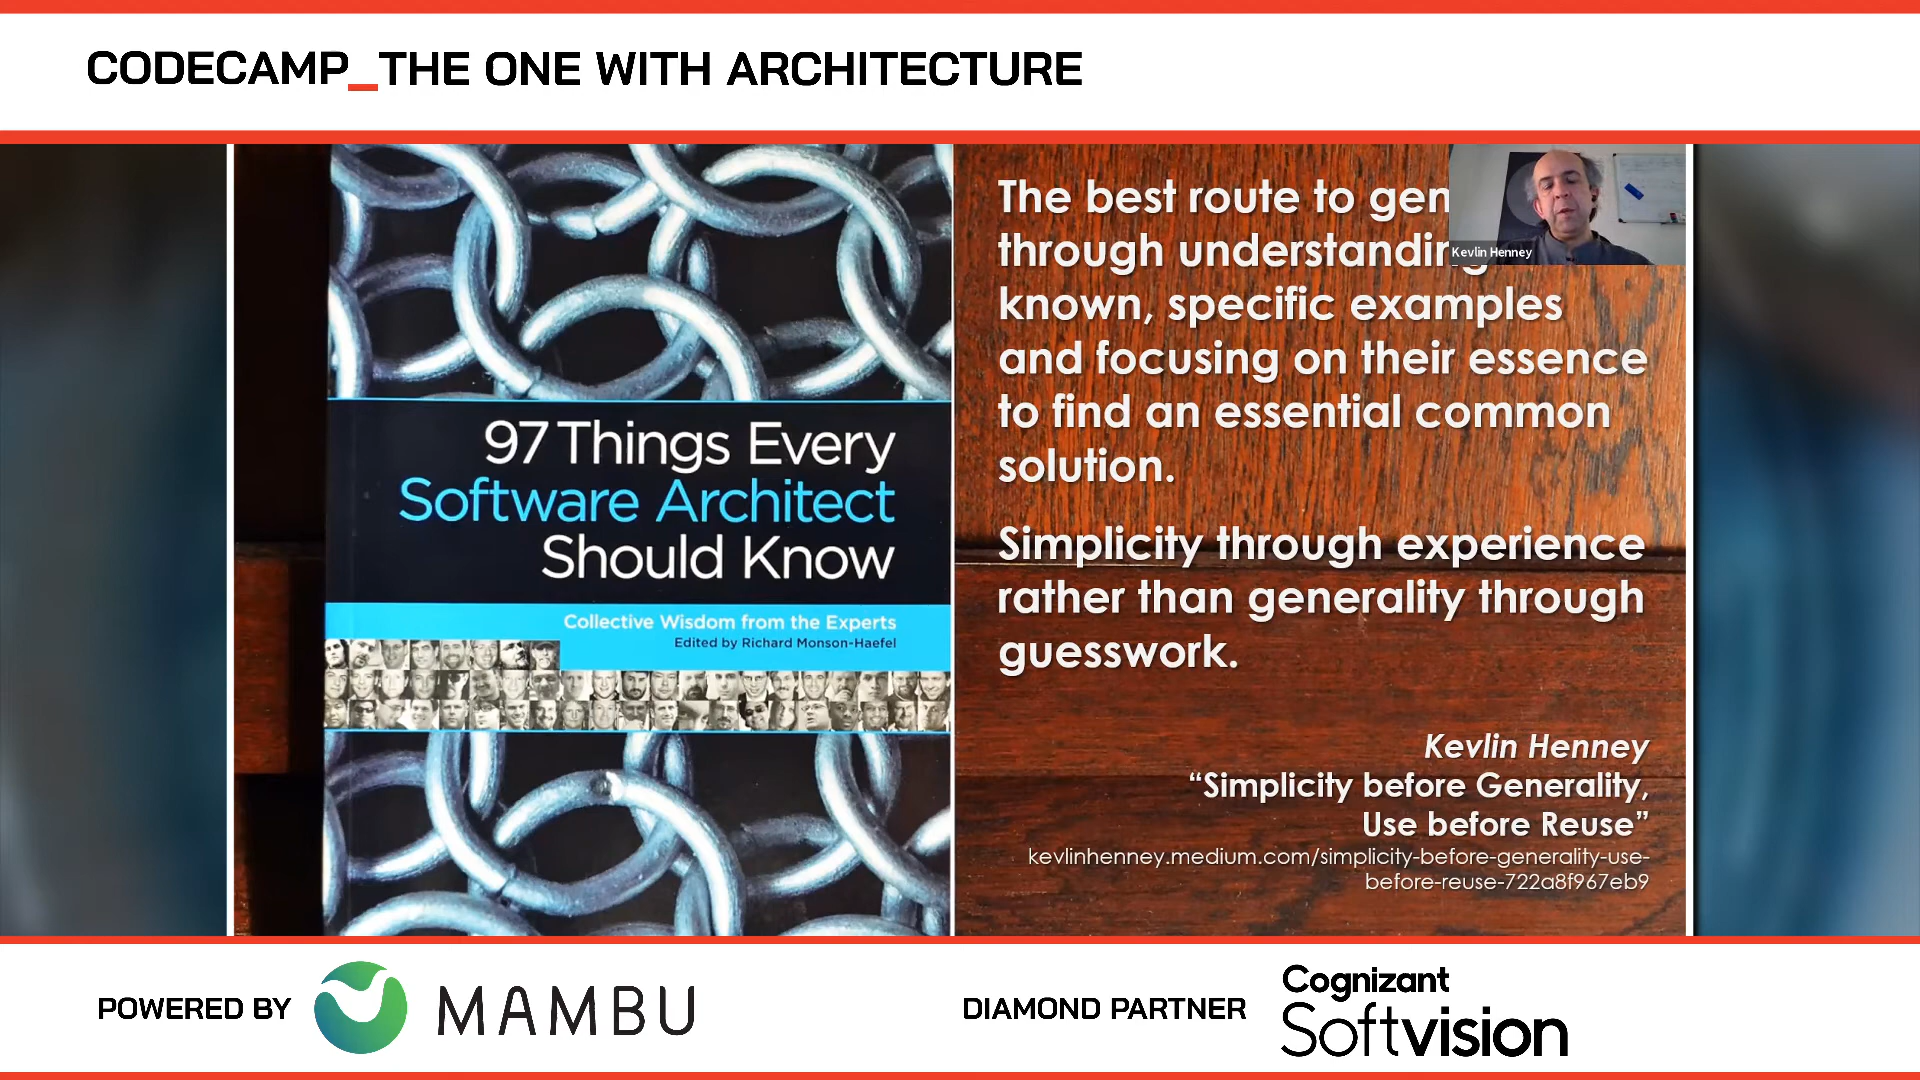 CODECAMP_THE ONE WITH ARCHITECTURE
97 Things Every
Software Architect
Should Know
Collective Wisdom from the Experts
Edited by Richard Monson-Haefel
The best route to
through
known, specific examples
and focusing on their essence
to find an essential common
solution.
Simplicity through experience
rather than generality through
guesswork.
Kevlin Henney
Kevlin Henney
“Simplicity before Generality,
Use before Reuse”
kevlinhenney.medium.com/simplicity-before-generality-use-
before-reuse-722a8f967eb9
POWERED BY MAMBU
DIAMOND PARTNER
Cognizant
Softvision